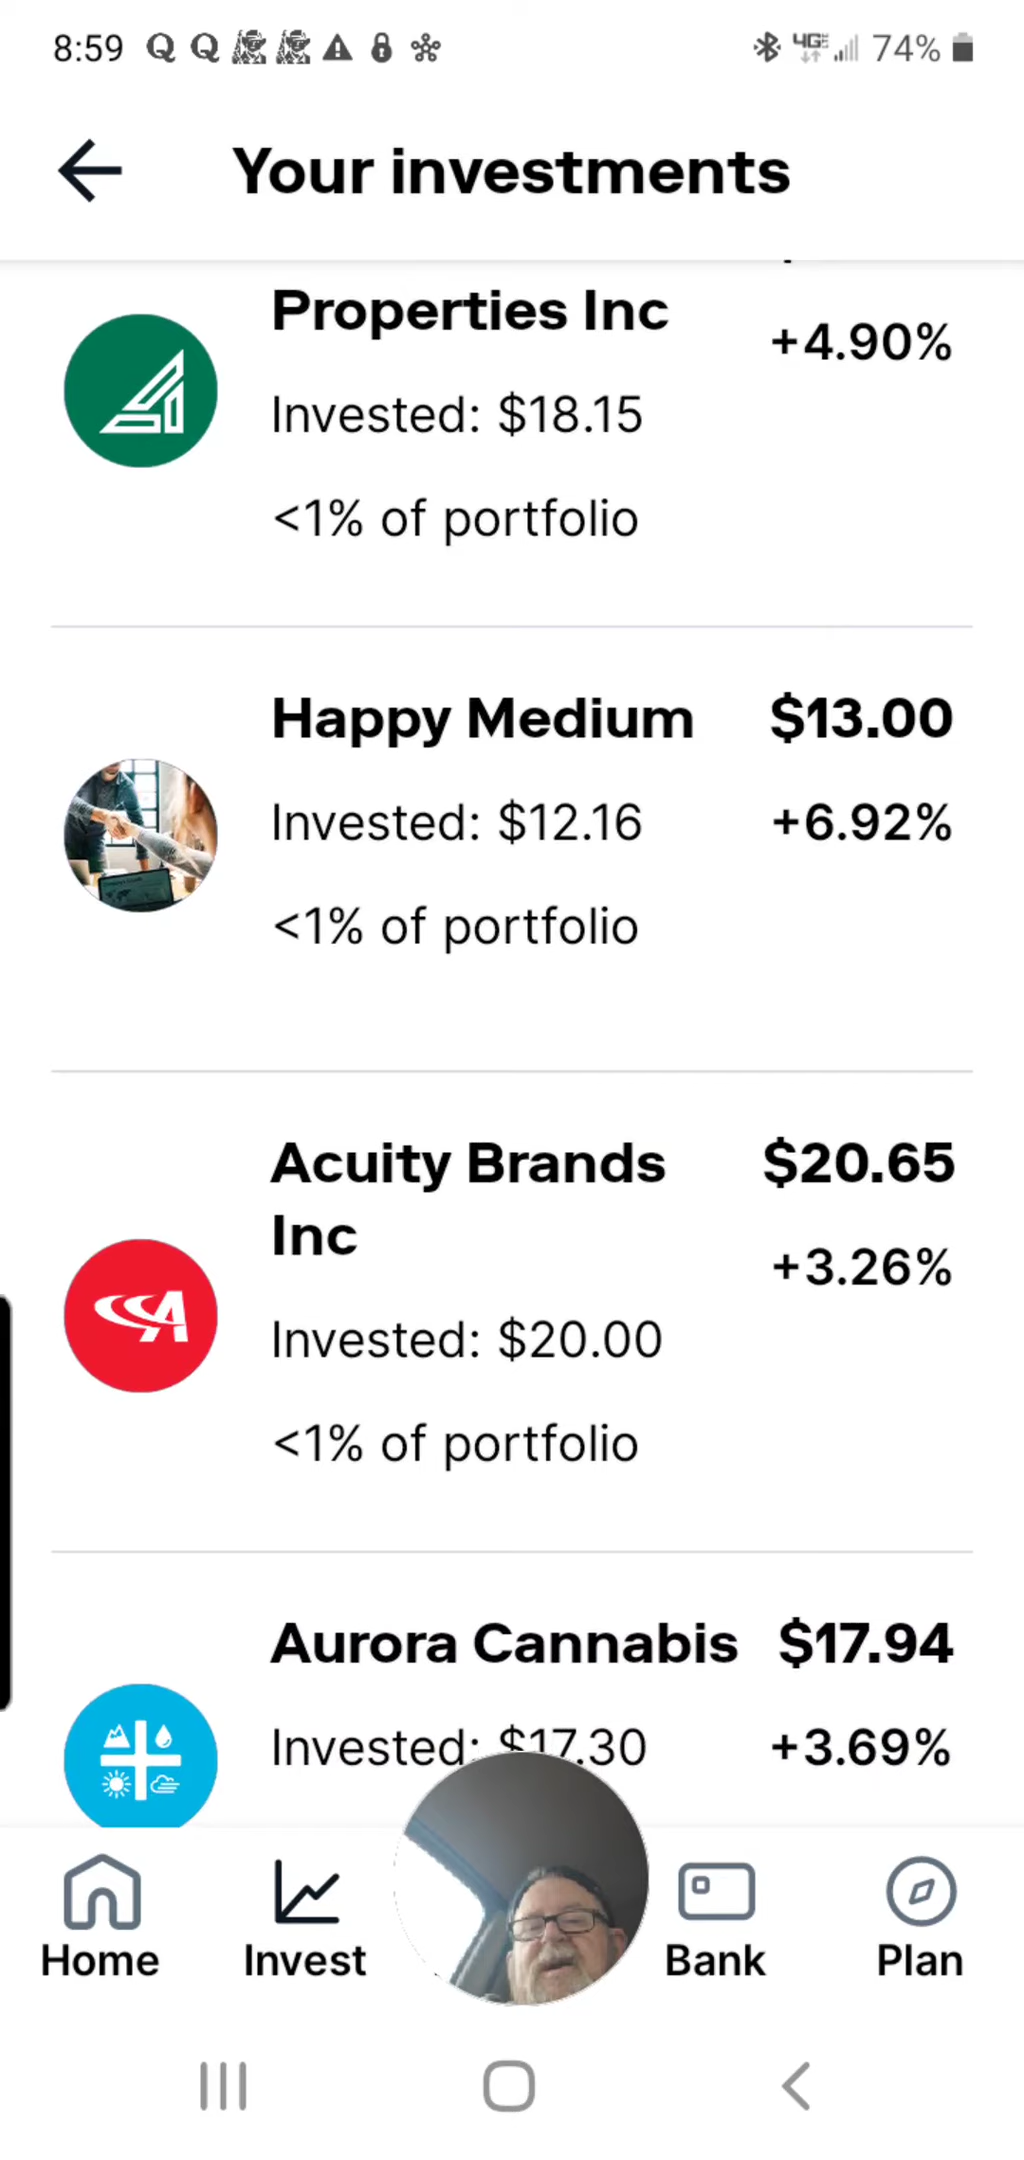 8:59 74%
Your investments
Properties Inc
+4.90%
Invested: $18.15
<1% of portfolio
Happy Medium $13.00
Invested: $12.16 +6.92%
<1% of portfolio
Acuity Brands $20.65
Inc
+3.26%
Invested: $20.00
<1% of portfolio
Aurora Cannabis $17.94
Invested: $17.30 +3.69%
Home Invest Bank Plan